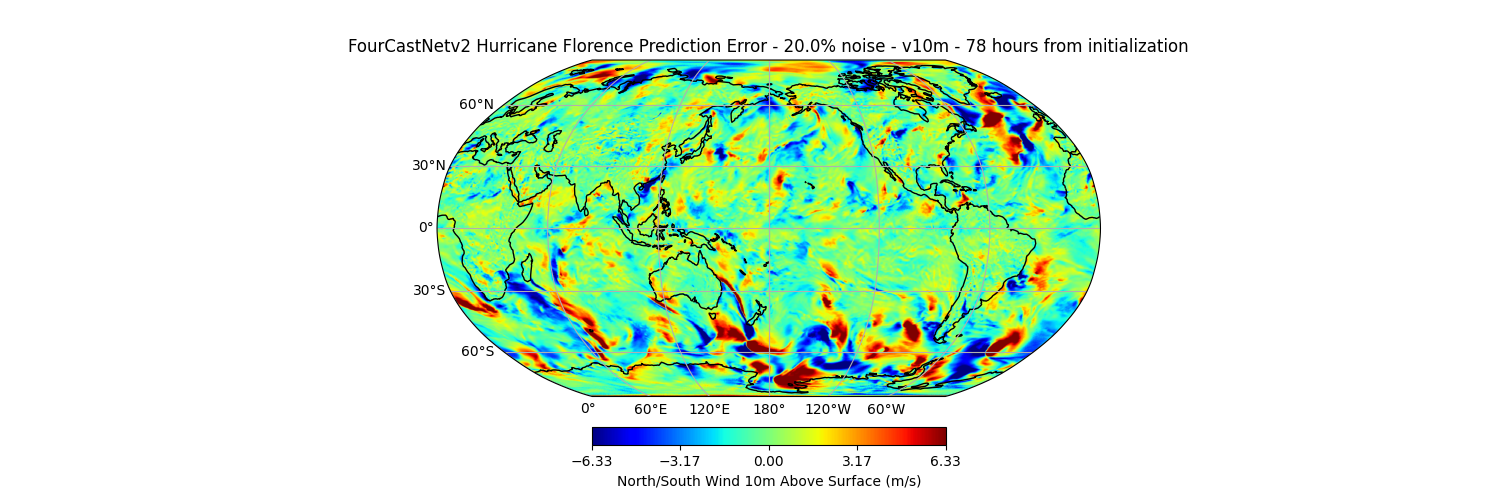 FourCastNetv2 Hurricane Florence Prediction Error - 20.0% noise - v10m - 78 hours from initialization
60°N
30°N
0°
30°S
60°S
0° 60°E 120°E 180° 120°W 60°W
−6.33 −3.17 0.00 3.17 6.33
North/South Wind 10m Above Surface (m/s)